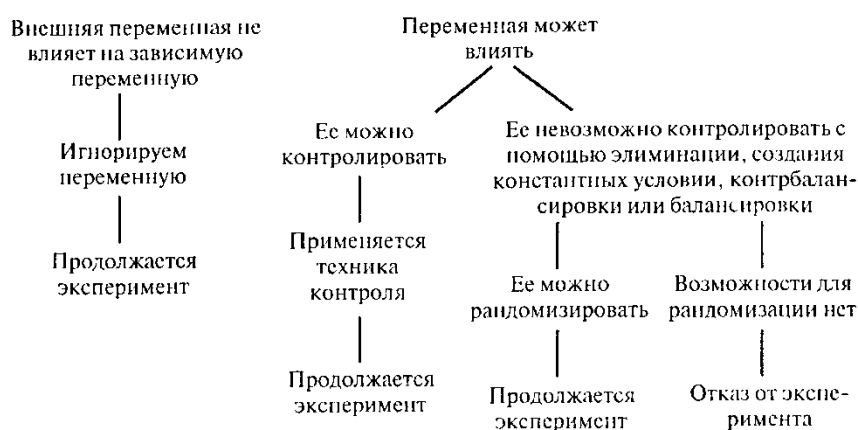 Внешняя переменная не
влияет на зависимую
переменную
Игнорируем
переменную
Продолжается
эксперимент
Переменная может
влиять
Ее можно
контролировать
Применяется
техника
контроля
Продолжается
эксперимент
Ее невозможно контролировать с
помощью элиминации, создания
константных условии, контрбалан-
сировки или балансировки
Ее можно
рандомизировать
Продолжается
эксперимент
Возможности для
рандомизации нет
Отказ от экспе-
римента